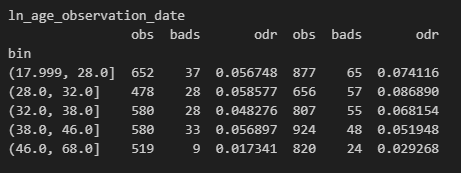 ln_age_observation_date
obs bads odr obs bads odr
bin
(17.999, 28.0] 652 37 0.056748 877 65 0.074116
(28.0, 32.0] 478 28 0.058577 656 57 0.086890
(32.0, 38.0] 580 28 0.048276 807 55 0.068154
(38.0, 46.0] 580 33 0.056897 924 48 0.051948
(46.0, 68.0] 519 9 0.017341 820 24 0.029268